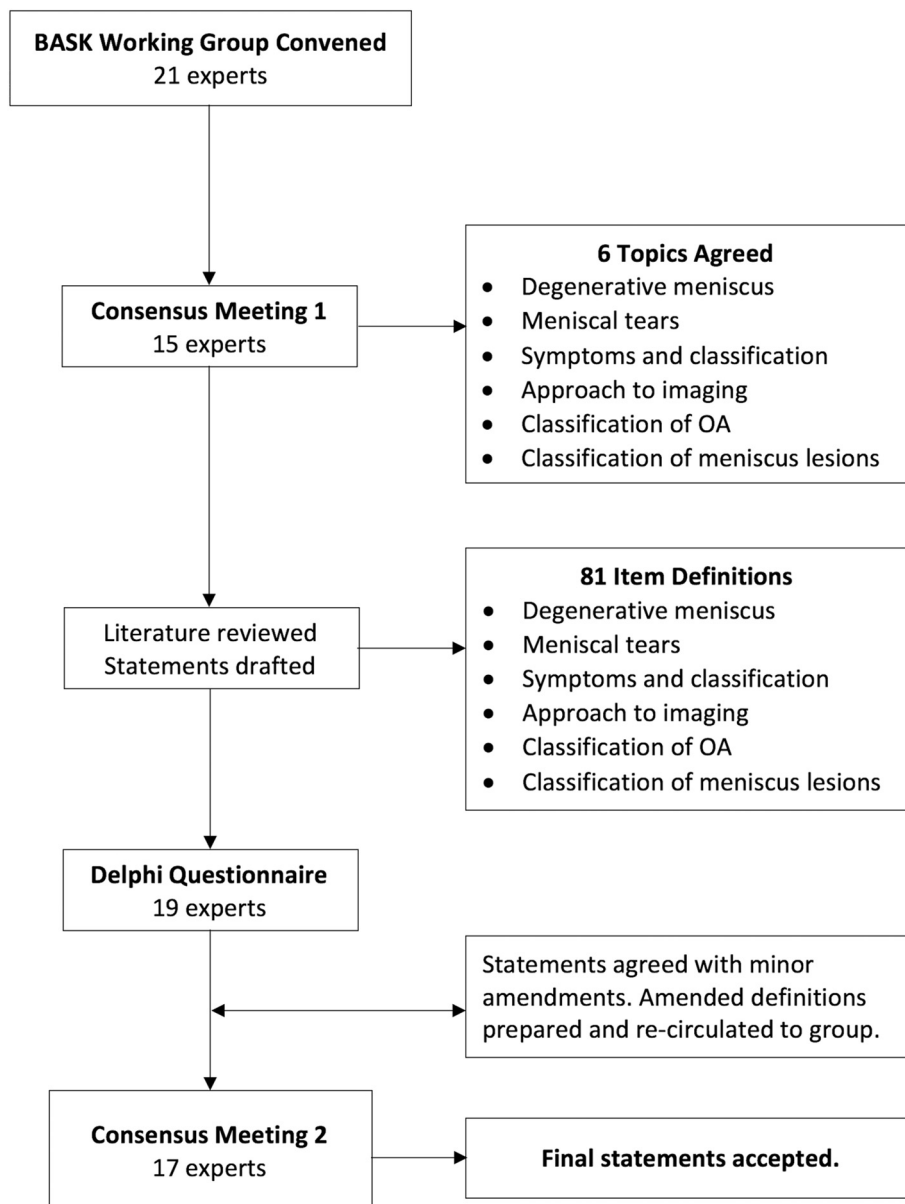 BASK Working Group Convened
21 experts
Consensus Meeting 1
15 experts
6 Topics Agreed
• Degenerative meniscus
• Meniscal tears
• Symptoms and classification
• Approach to imaging
• Classification of OA
• Classification of meniscus lesions
Literature reviewed
Statements drafted
81 Item Definitions
• Degenerative meniscus
• Meniscal tears
• Symptoms and classification
• Approach to imaging
• Classification of OA
• Classification of meniscus lesions
Delphi Questionnaire
19 experts
Statements agreed with minor
amendments. Amended definitions
prepared and re-circulated to group.
Consensus Meeting 2
17 experts
Final statements accepted.